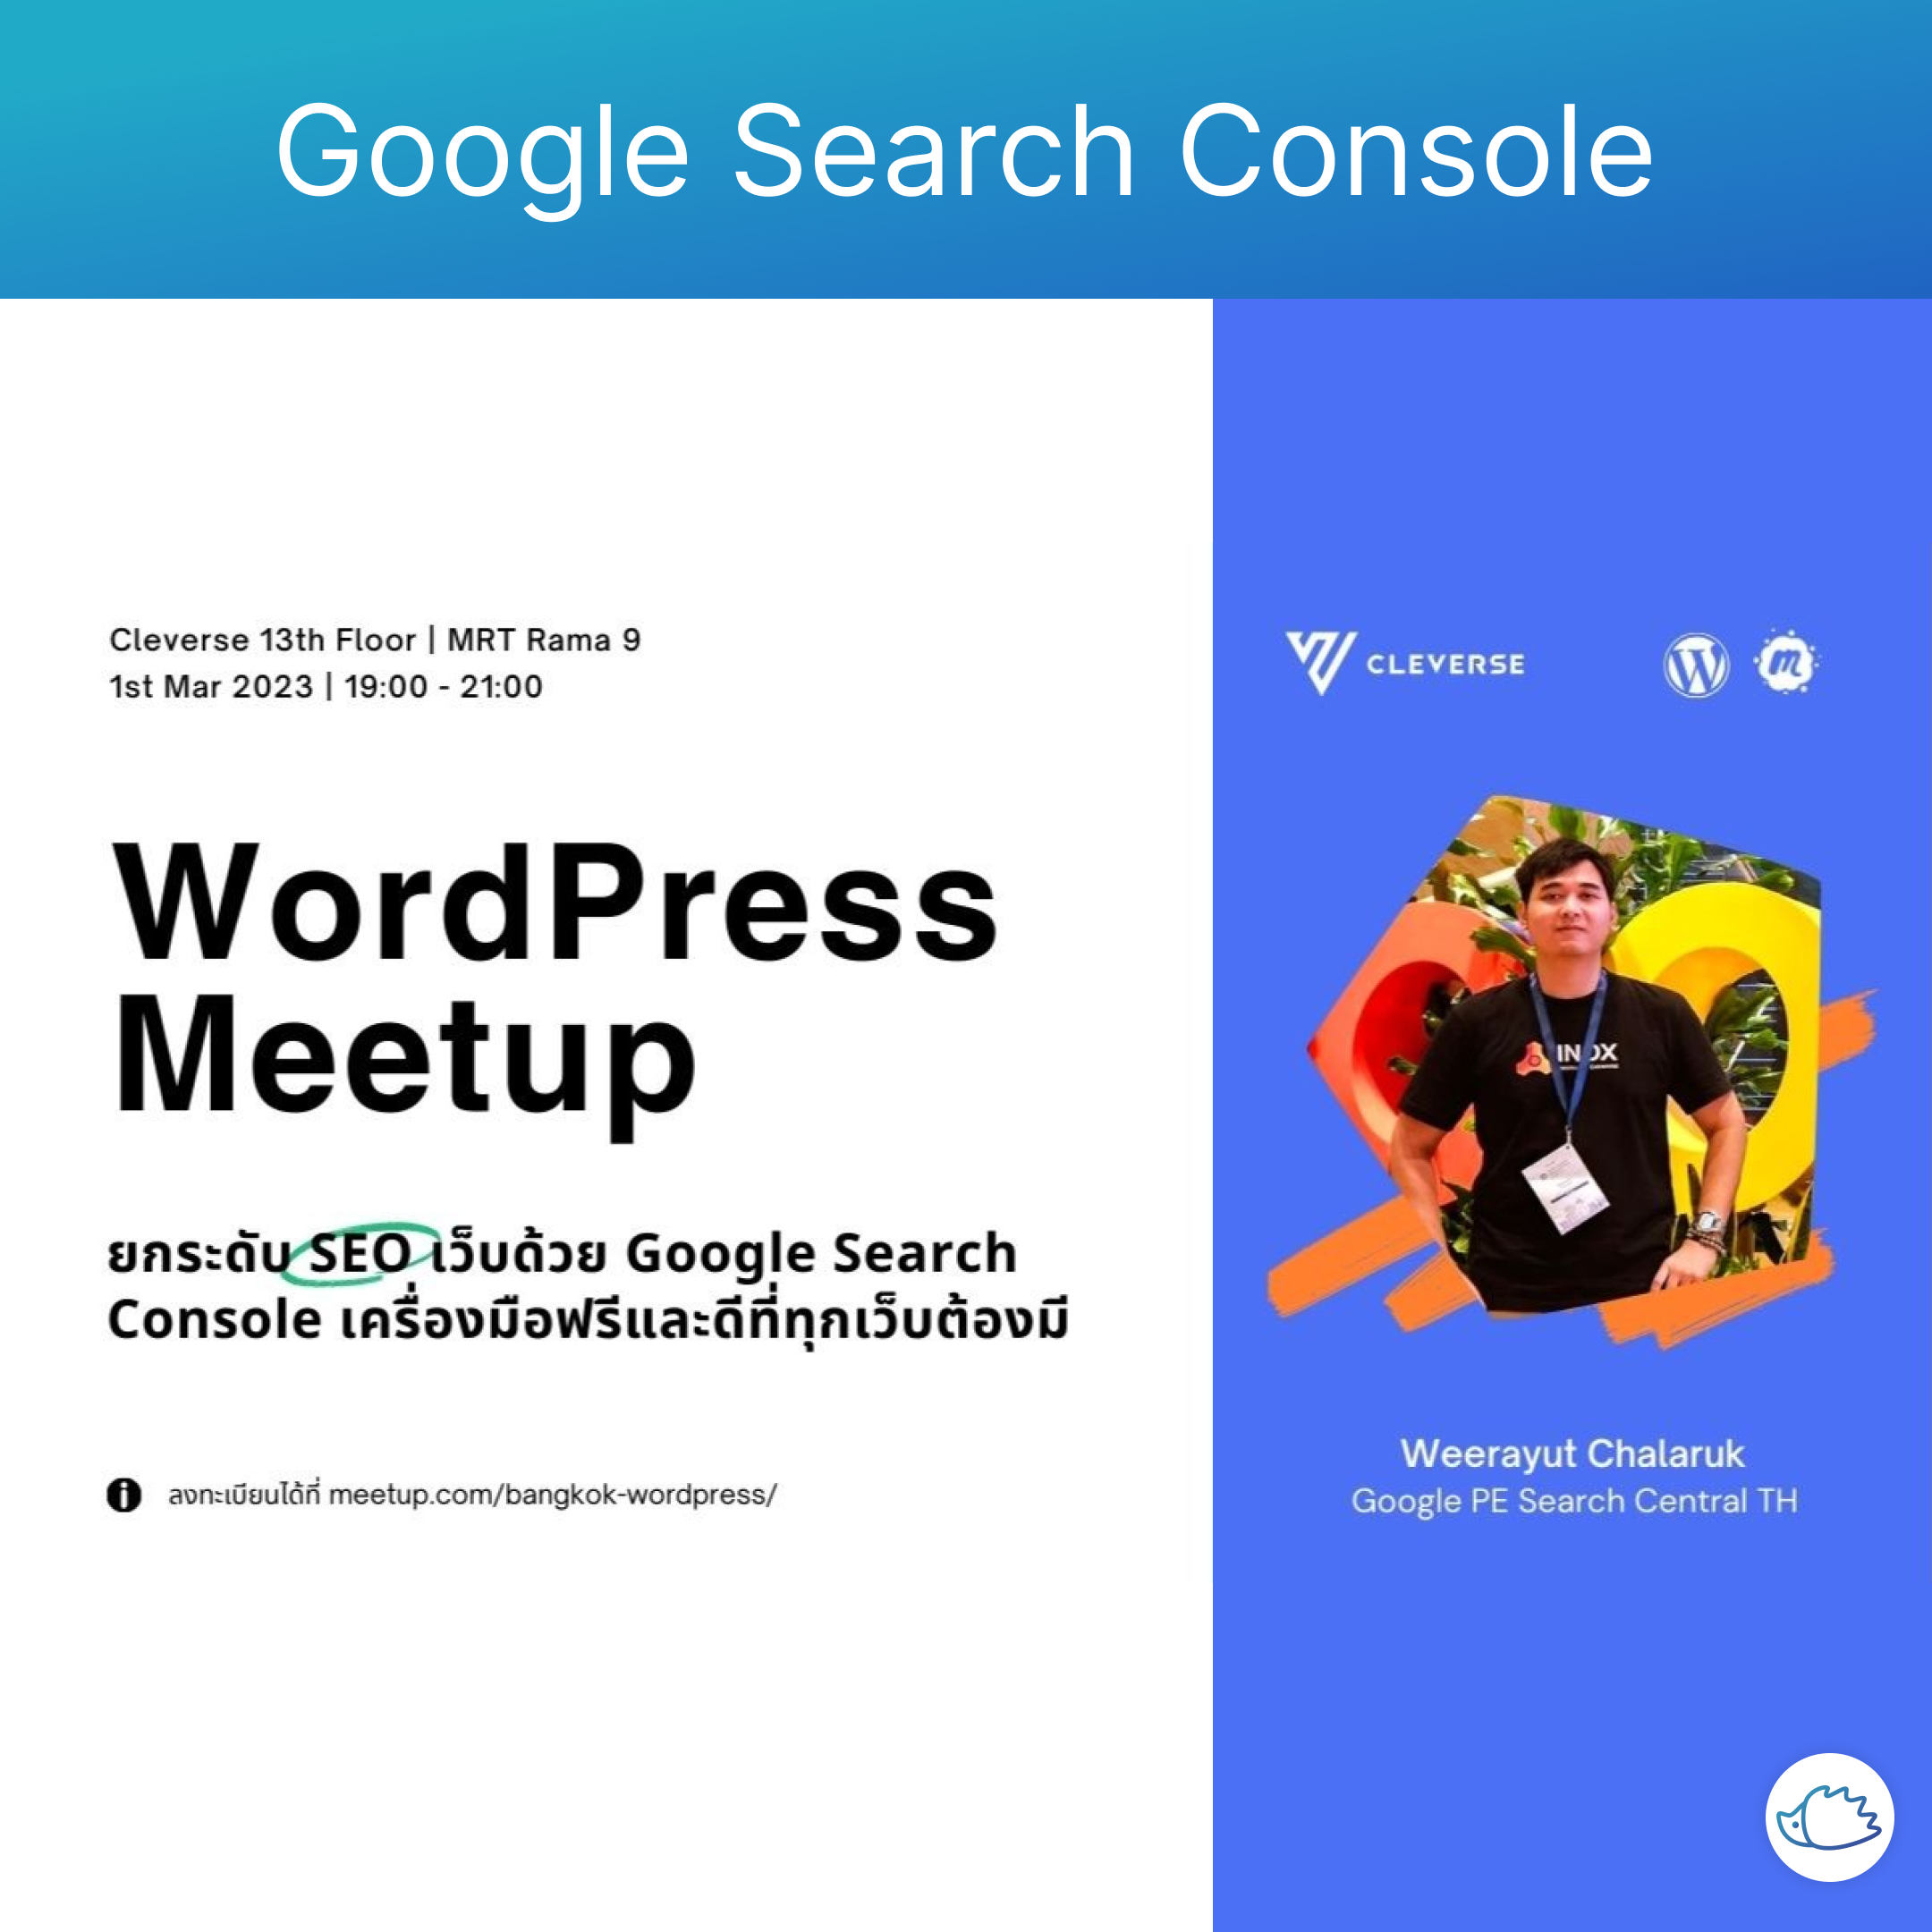 Google Search Console
Cleverse 13th Floor | MRT Rama 9
1st Mar 2023 | 19:00 - 21:00
WordPress
Meetup
ยกระดับ SEO เว็บด้วย Google Search
Console เครื่องมือฟรีและดีที่ทุกเว็บต้องมี
ลงทะเบียนได้ที่ meetup.com/bangkok-wordpress/
CLEVERSE
INOX
Weerayut Chalaruk
Google PE Search Central TH